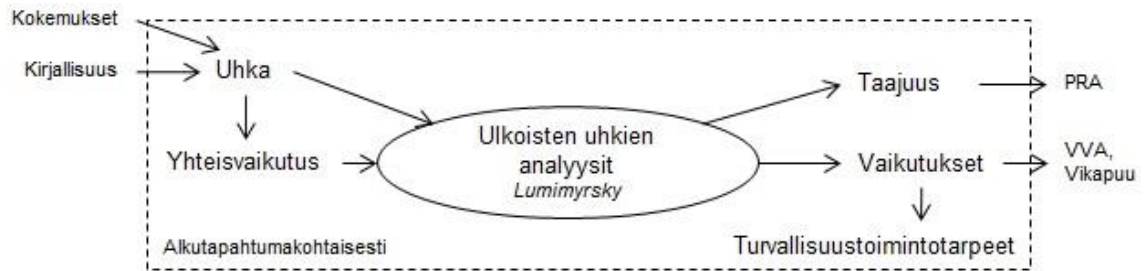 Kokemukset
Kirjallisuus
Uhka
Yhteisvaikutus
Ulkoisten uhkien
analyysit
Lumimyrsky
Taajuus
Vaikutukset
Turvallisuustoimintotarpeet
PRA
VVA,
Vikapuu
Alkutapahtumakohtaisesti